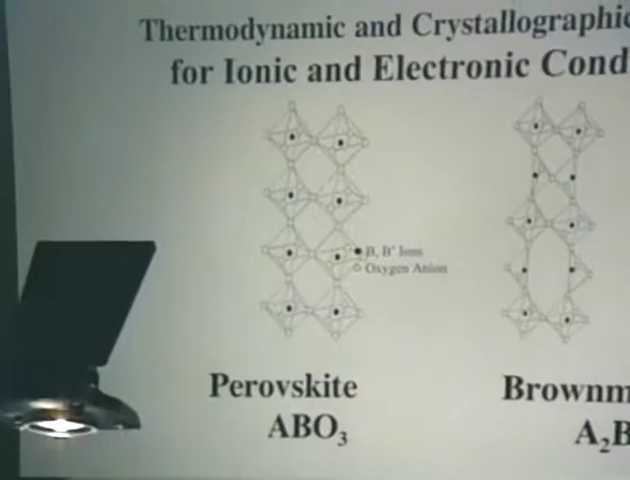 Thermodynamic and Crystallographic
for Ionic and Electronic Cond
B, B' Ions
Oxygen Anion
Perovskite
Brownm
ABO₃
A₂B